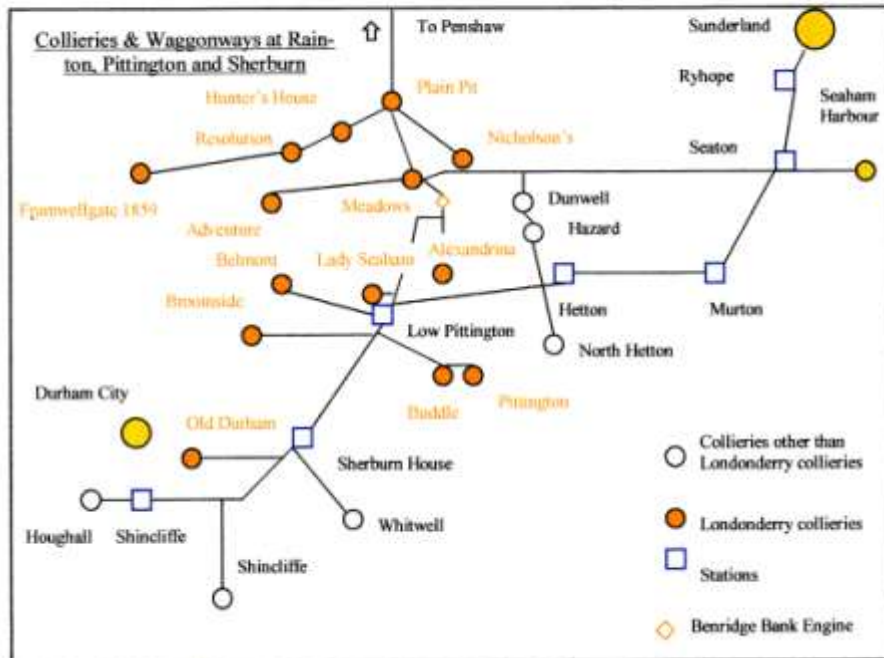 Collieries & Waggonways at Rain-
ton, Pittington and Sherburn
To Penshaw
Sunderland
Ryhope
Seaham
Harbour
Hunter's House
Plain Pit
Resolution
Nicholson's
Seaton
Framwellgate 1859
Adventure
Meadows
Dunwell
Hazard
Belmont
Lady Seaham
Alexandrina
Broomside
Hetton
Murton
Low Pittington
North Hetton
Durham City
Old Durham
Buddle
Pittington
Sherburn House
Collieries other than
Londonderry collieries
Houghall
Shincliffe
Whitwell
Londonderry collieries
Shincliffe
Stations
Benridge Bank Engine